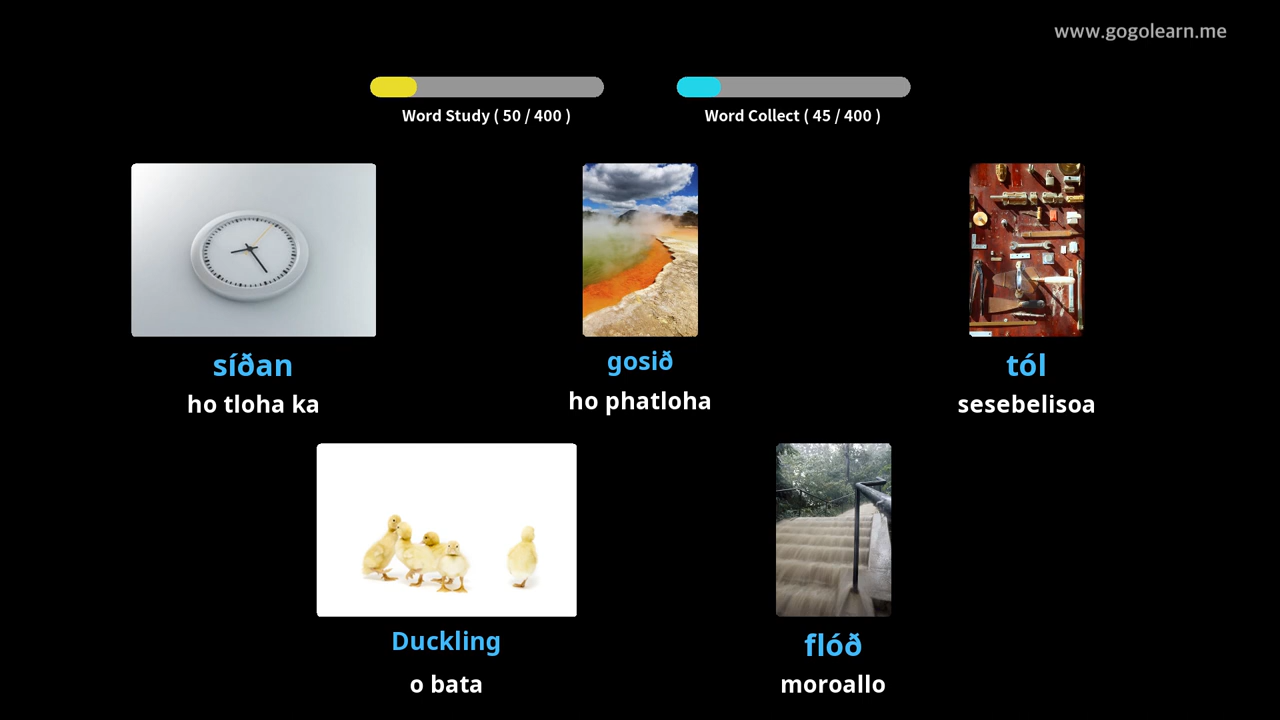 www.gogolearn.me
Word Study ( 50 / 400 )
Word Collect ( 45 / 400 )
síðan
gosið
tól
ho tloha ka
ho phatloha
sesebelisoa
Duckling
flóð
o bata
moroallo